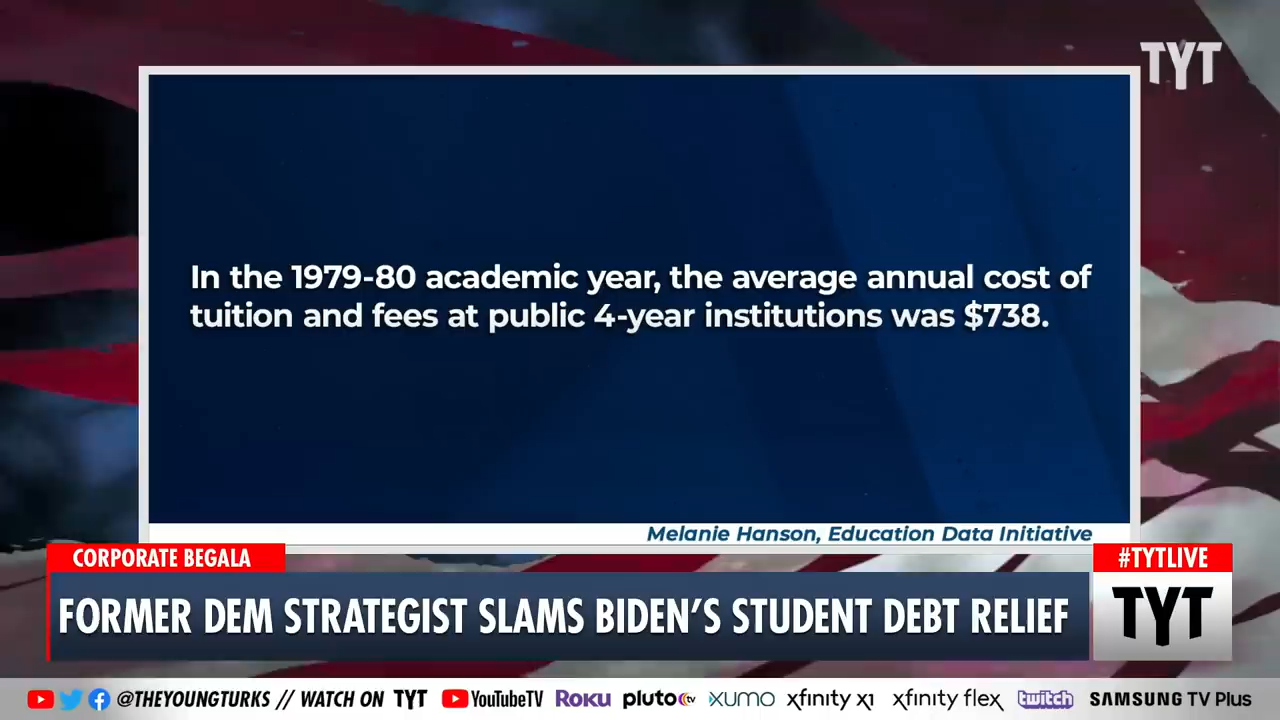 TYT
In the 1979-80 academic year, the average annual cost of
tuition and fees at public 4-year institutions was $738.
Melanie Hanson, Education Data Initiative
CORPORATE BEGALA
#TYTLIVE
FORMER DEM STRATEGIST SLAMS BIDEN'S STUDENT DEBT RELIEF
TYT
@THEYOUNGTURKS // WATCH ON TYT YouTubeTV Roku pluto tv xumo xfinity x1 xfinity flex twitch SAMSUNG TV Plus